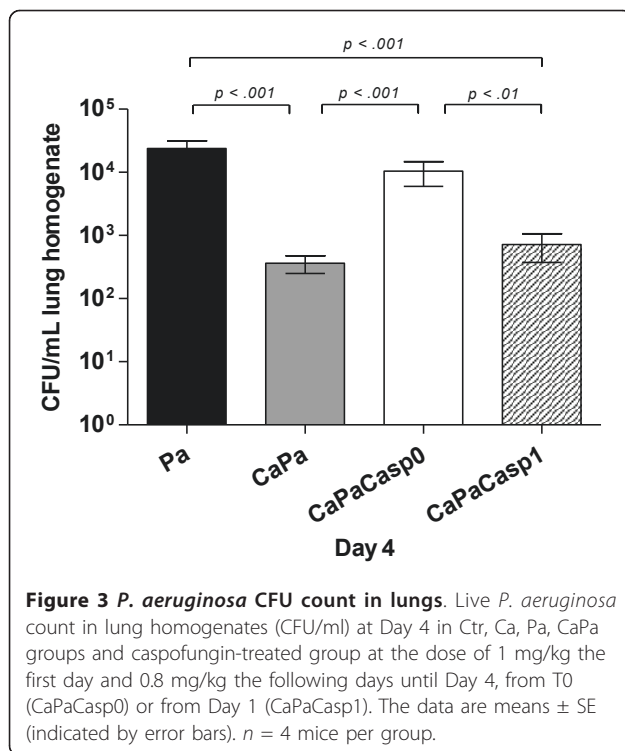 p < .001
p < .001 p < .001 p < .01
10⁵
10⁴
10³
10²
10¹
10⁰
CFU/mL lung homogenate
Pa CaPa CaPaCasp0 CaPaCasp1
Day 4
Figure 3 P. aeruginosa CFU count in lungs. Live P. aeruginosa
count in lung homogenates (CFU/ml) at Day 4 in Ctr, Ca, Pa, CaPa
groups and caspofungin-treated group at the dose of 1 mg/kg the
first day and 0.8 mg/kg the following days until Day 4, from T0
(CaPaCasp0) or from Day 1 (CaPaCasp1). The data are means ± SE
(indicated by error bars). n = 4 mice per group.